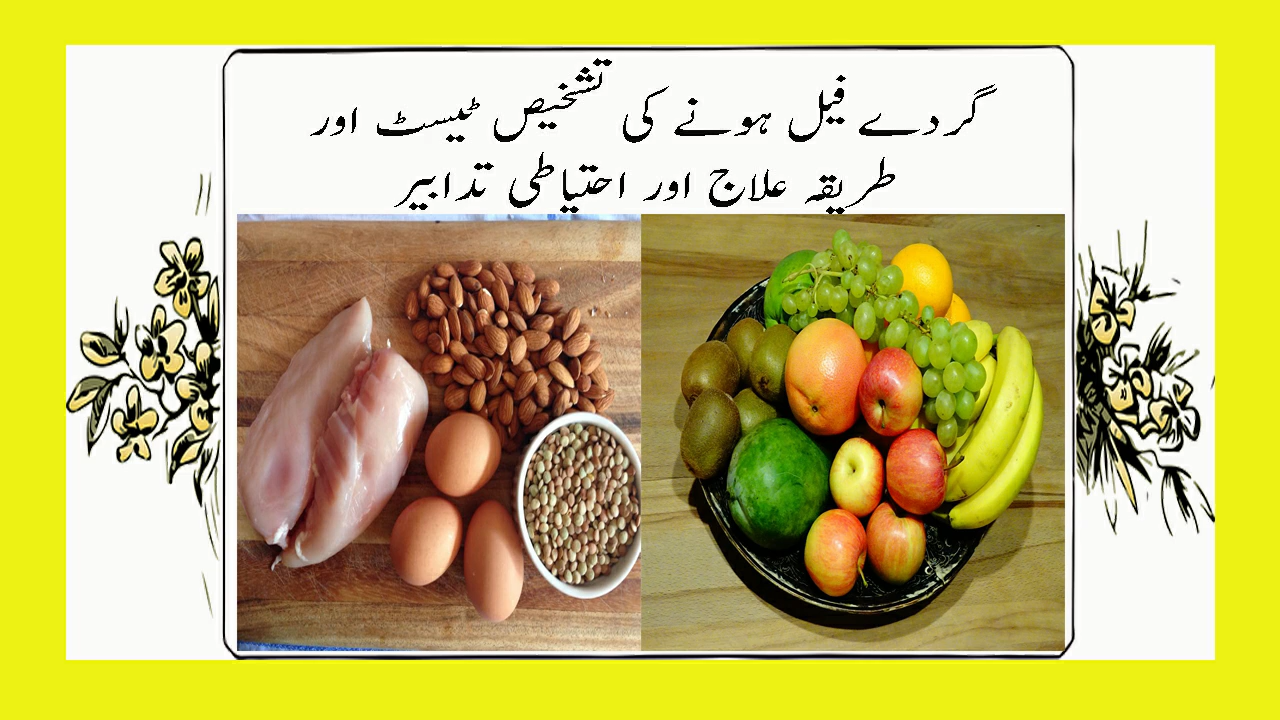 گردے فیل ہونے کی تشخیص ٹیسٹ اور
طریقہ علاج اور احتیاطی تدابیر